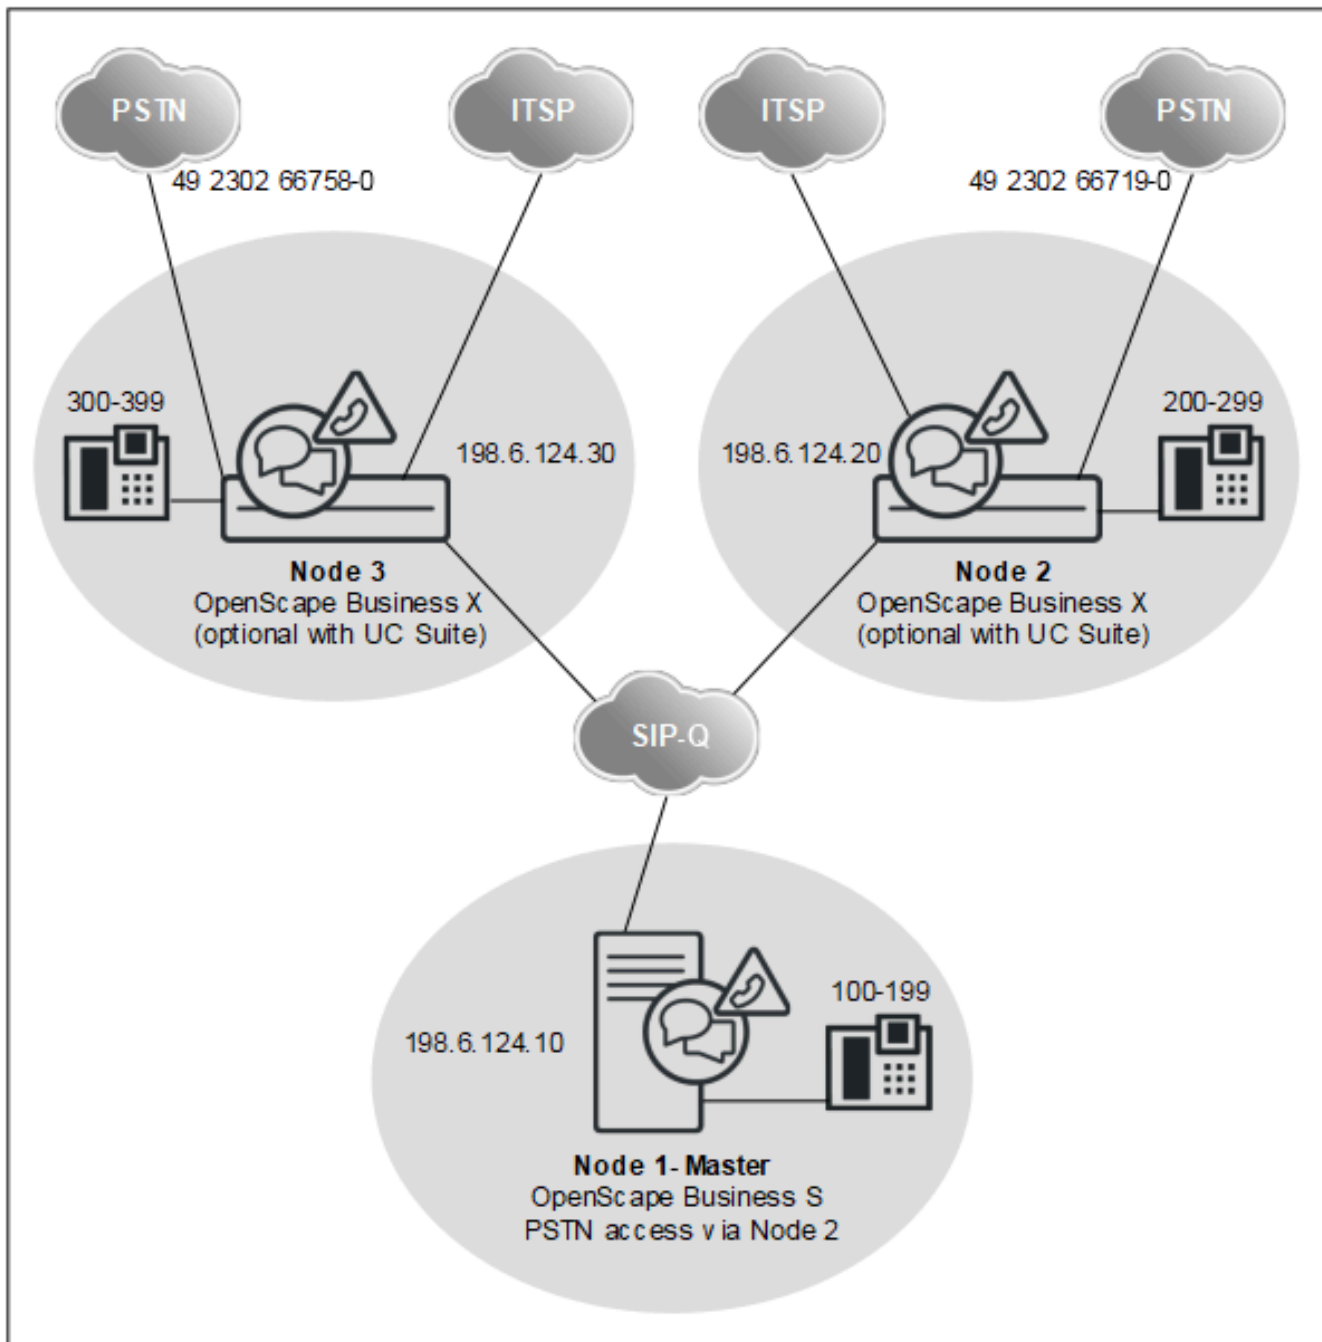 PSTN
ITSP
ITSP
PSTN
49 2302 66758-0
49 2302 66719-0
300-399
198.6.124.30
198.6.124.20
200-299
Node 3
OpenScape Business X
(optional with UC Suite)
Node 2
OpenScape Business X
(optional with UC Suite)
SIP-Q
198.6.124.10
100-199
Node 1- Master
OpenScape Business S
PSTN access via Node 2